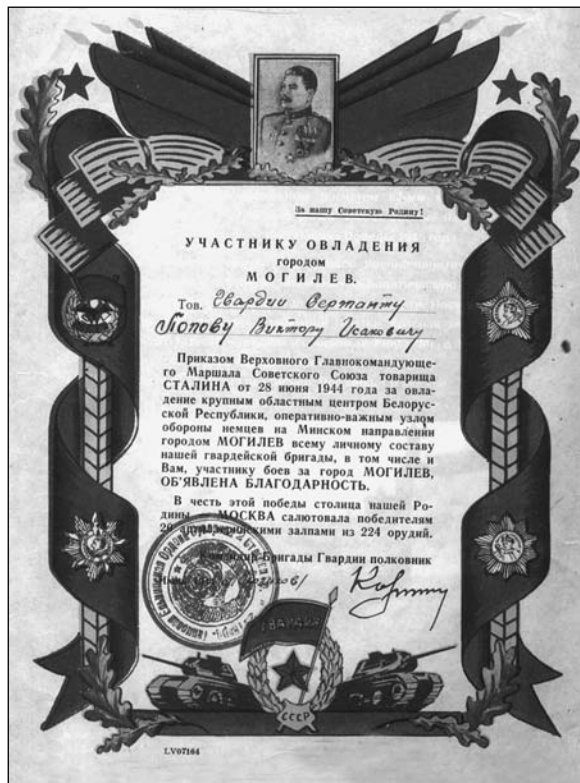 За нашу Советскую Родину!
УЧАСТНИКУ ОВЛАДЕНИЯ
городом
МОГИЛЕВ.
Тов. Гвардии Сержанту
Попову Виктору Исаковичу
Приказом Верховного Главнокомандующе-
го Маршала Советского Союза товарища
СТАЛИНА от 28 июня 1944 года за овла-
дение крупным областным центром Белорус-
ской Республики, оперативно-важным узлом
обороны немцев на Минском направлении
городом МОГИЛЕВ всему личному составу
нашей гвардейской бригады, в том числе и
Вам, участнику боев за город МОГИЛЕВ,
ОБ'ЯВЛЕНА БЛАГОДАРНОСТЬ.
В честь этой победы столица нашей Ро-
дины МОСКВА салютовала победителям
артиллерийскими залпами из 224 орудий.
Командир Бригады Гвардии полковник
ГВАРДИЯ
СССР
LV07164